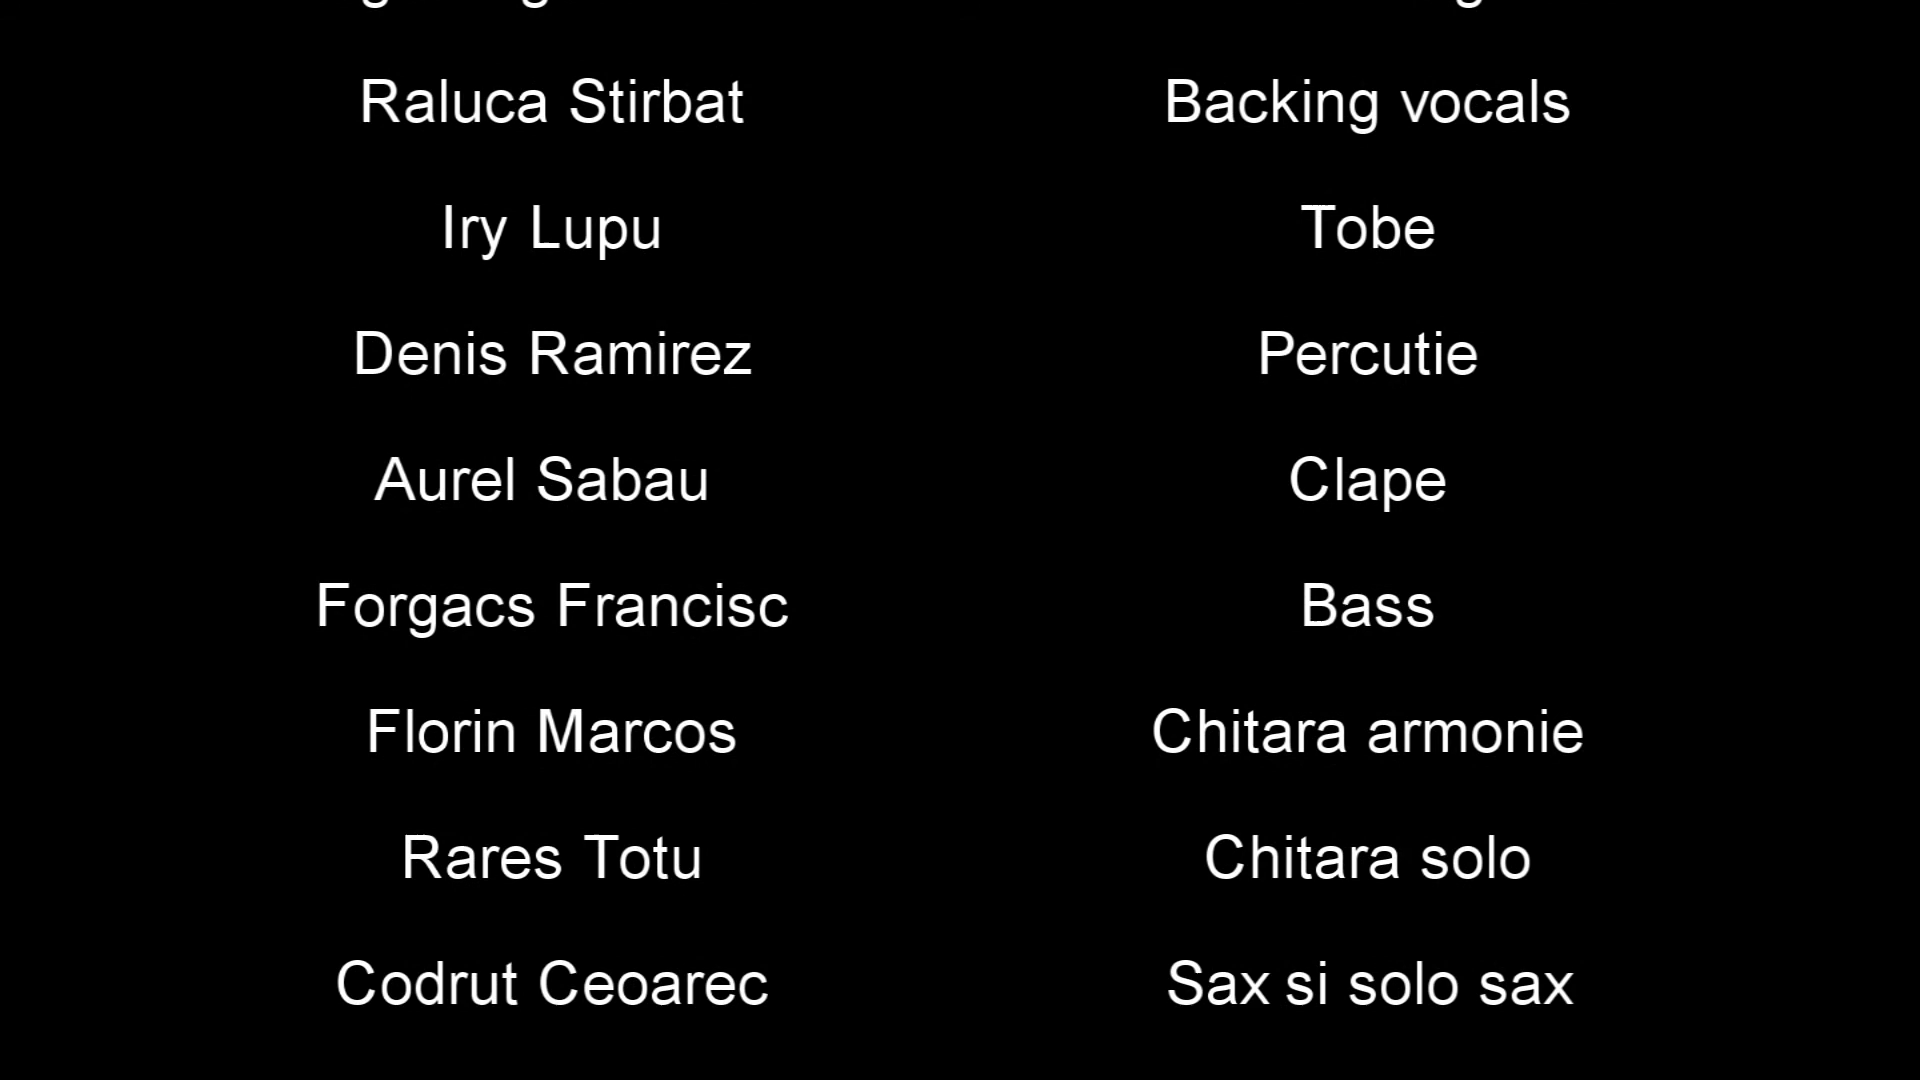 Raluca Stirbat Backing vocals
Iry Lupu Tobe
Denis Ramirez Percutie
Aurel Sabau Clape
Forgacs Francisc Bass
Florin Marcos Chitara armonie
Rares Totu Chitara solo
Codrut Ceoarec Sax si solo sax